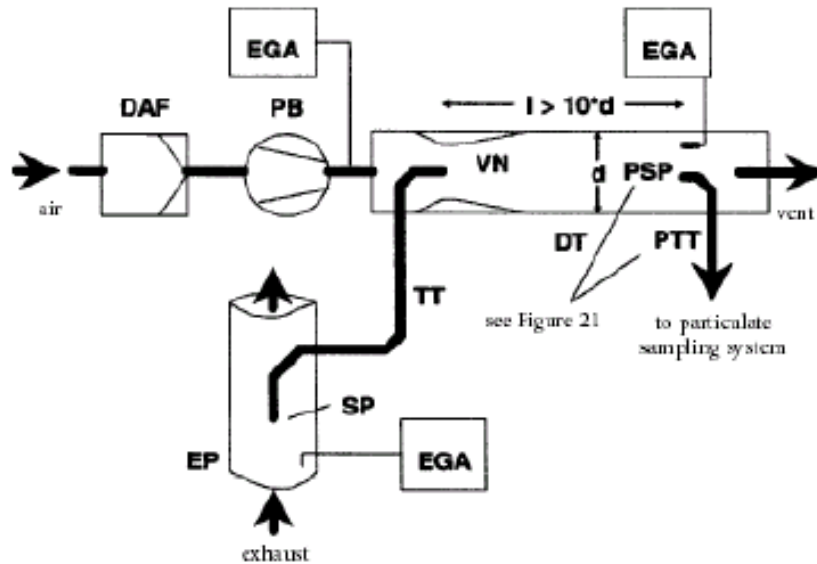 EGA
EGA
DAF
PB
l > 10*d
VN
d
PSP
air
vent
DT
PTT
TT
see Figure 21
to particulate
sampling system
SP
EP
EGA
exhaust